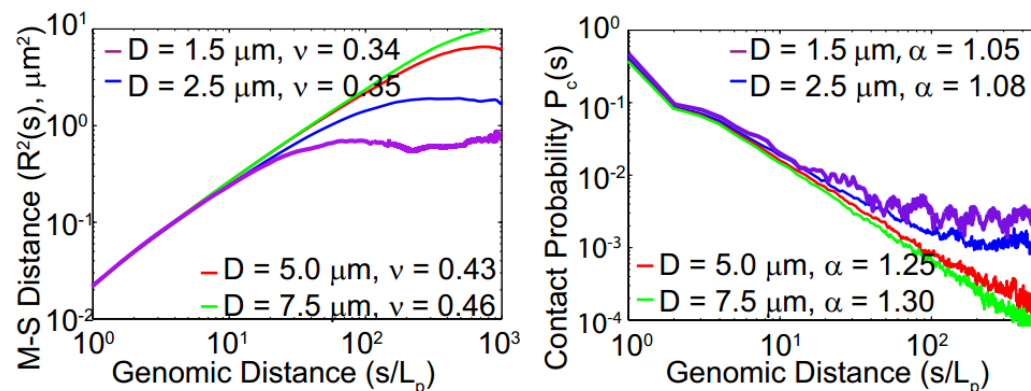 M-S Distance (R²(s), μm²)
10¹
10⁰
10⁻¹
10⁻²
D = 1.5 μm, ν = 0.34
D = 2.5 μm, ν = 0.35
D = 5.0 μm, ν = 0.43
D = 7.5 μm, ν = 0.46
10⁰ 10¹ 10² 10³
Genomic Distance (s/Lₚ)
Contact Probability P꜀(s)
10⁰
10⁻¹
10⁻²
10⁻³
10⁻⁴
D = 1.5 μm, α = 1.05
D = 2.5 μm, α = 1.08
D = 5.0 μm, α = 1.25
D = 7.5 μm, α = 1.30
10⁰ 10¹ 10²
Genomic Distance (s/Lₚ)